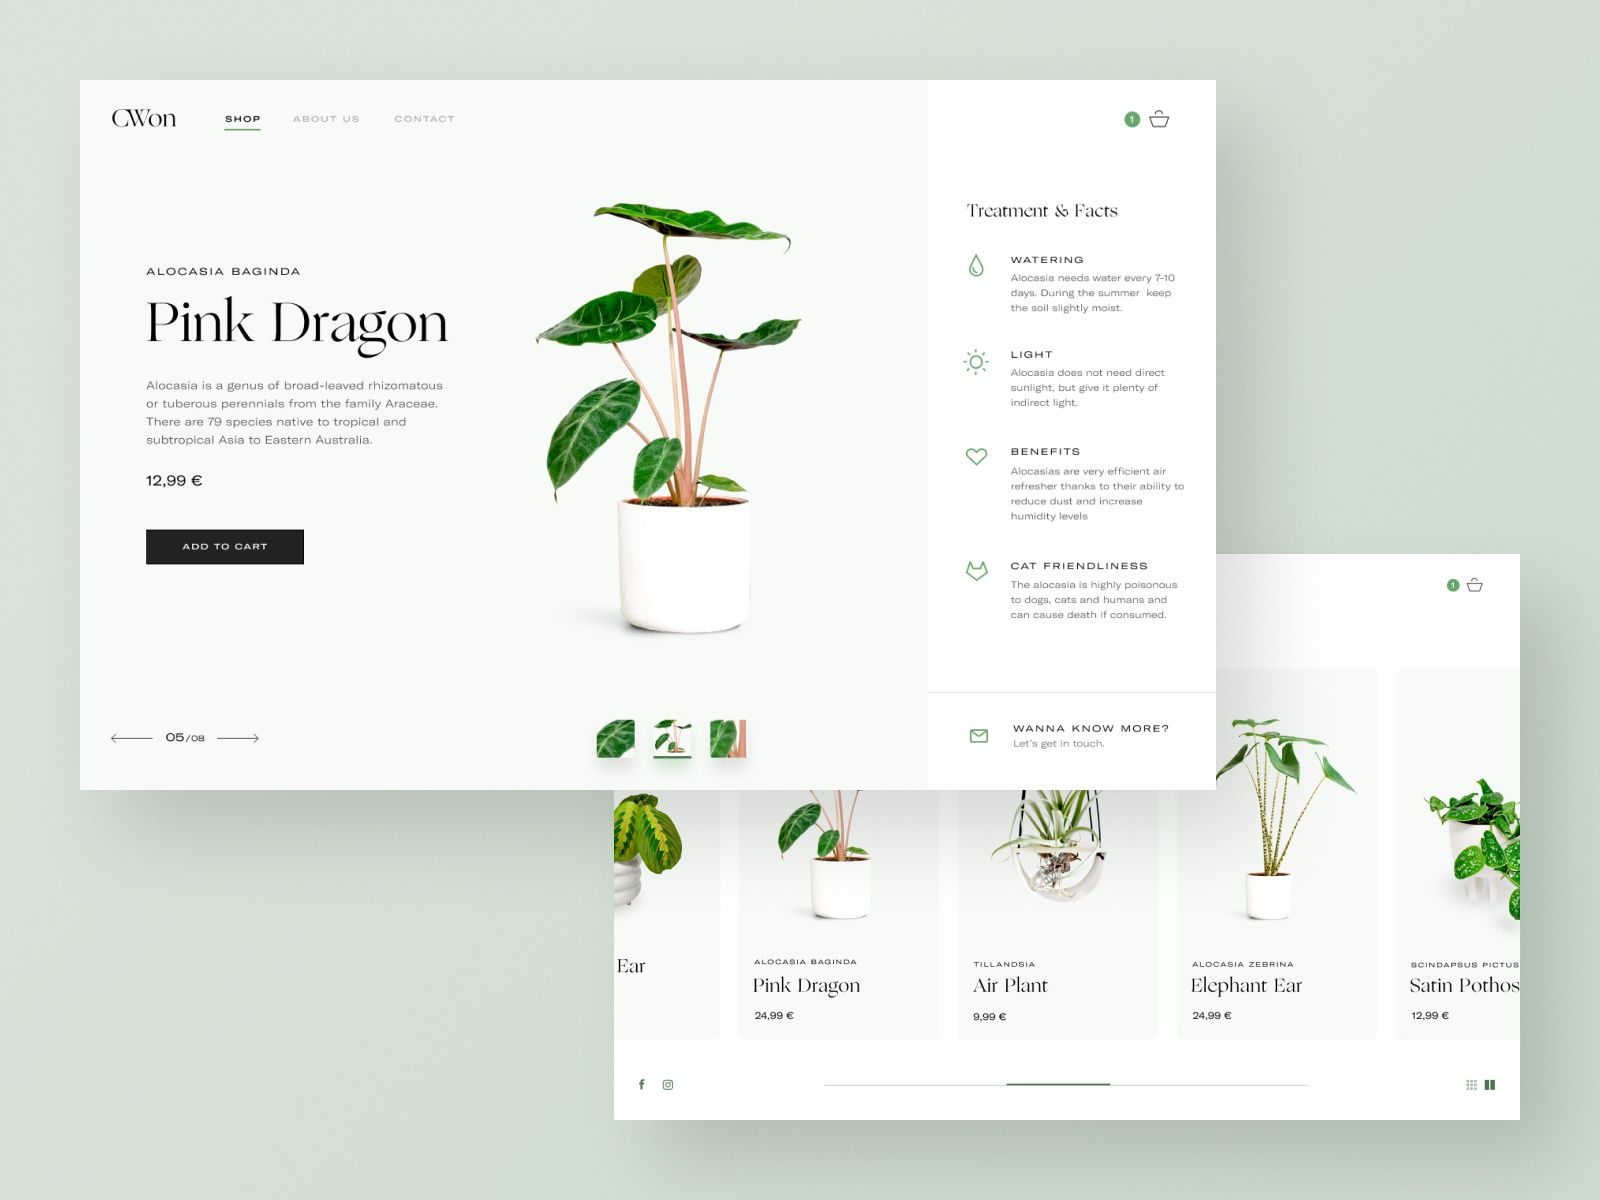 CWon
SHOP
ABOUT US
CONTACT
1
ALOCASIA BAGINDA
Pink Dragon
Alocasia is a genus of broad-leaved rhizomatous
or tuberous perennials from the family Araceae.
There are 79 species native to tropical and
subtropical Asia to Eastern Australia.
12,99 €
ADD TO CART
05/08
Treatment & Facts
WATERING
Alocasia needs water every 7-10
days. During the summer keep
the soil slightly moist.
LIGHT
Alocasia does not need direct
sunlight, but give it plenty of
indirect light.
BENEFITS
Alocasias are very efficient air
refresher thanks to their ability to
reduce dust and increase
humidity levels
CAT FRIENDLINESS
The alocasia is highly poisonous
to dogs, cats and humans and
can cause death if consumed.
WANNA KNOW MORE?
Let's get in touch.
1
Ear
ALOCASIA BAGINDA
Pink Dragon
24,99 €
TILLANDSIA
Air Plant
9,99 €
ALOCASIA ZEBRINA
Elephant Ear
24,99 €
SCINDAPSUS PICTUS
Satin Pothos
12,99 €